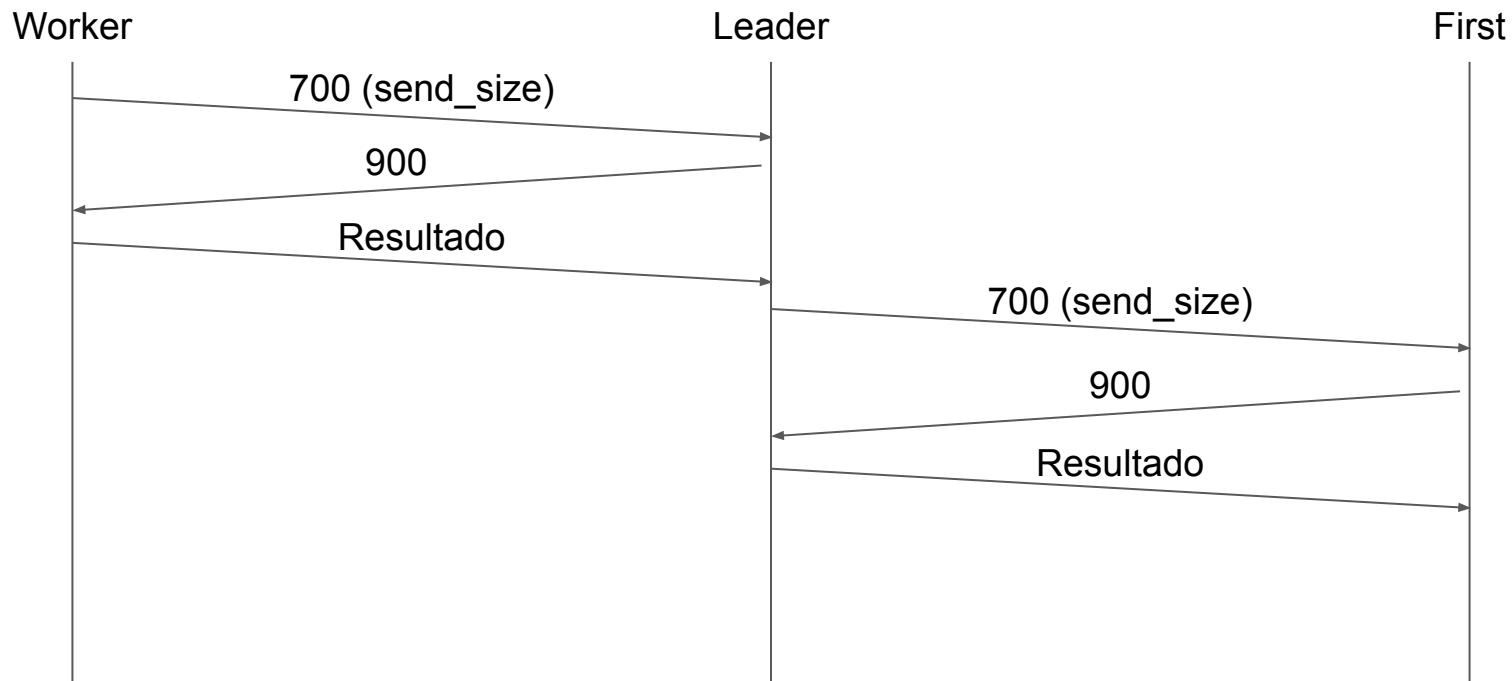 Worker
Leader
First
700 (send_size)
900
Resultado
700 (send_size)
900
Resultado